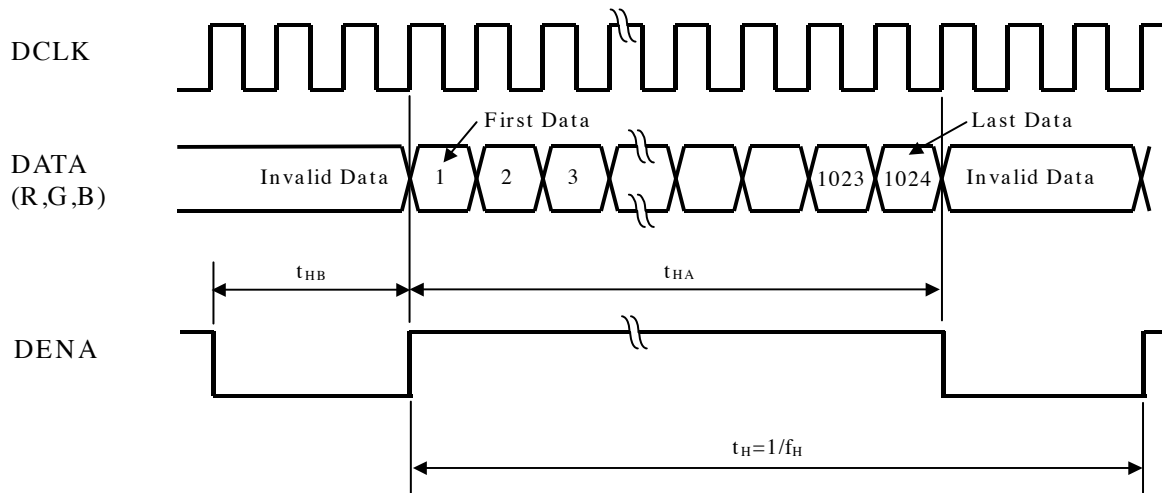 DCLK
First Data
Last Data
DATA
(R,G,B)
Invalid Data 1 2 3 1023 1024 Invalid Data
tHB
tHA
DENA
tH=1/fH